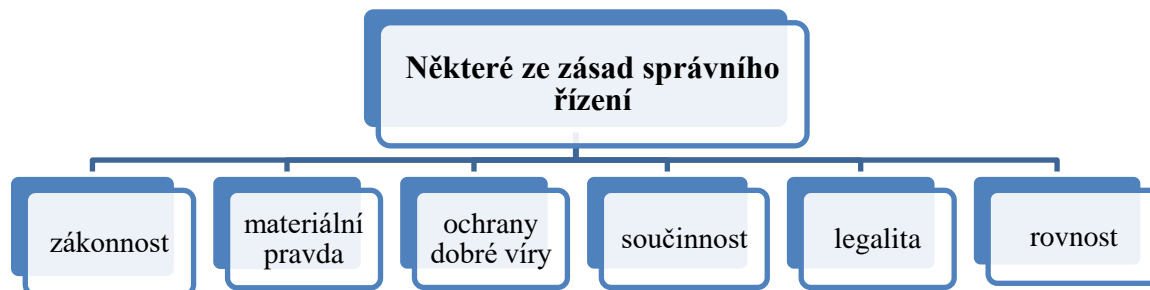 Některé ze zásad správního
řízení
zákonnost
materiální
pravda
ochrany
dobré víry
součinnost
legalita
rovnost